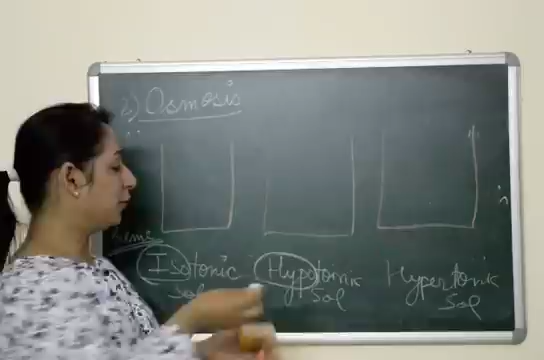 2) Osmosis
Isotonic Hypotonic Hypertonic
Sol Sol Sol